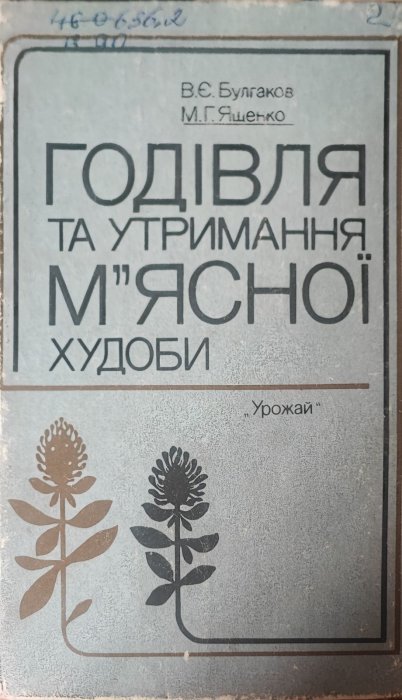 В.Є. Булгаков
М.Г. Ященко
ГОДІВЛЯ
ТА УТРИМАННЯ
М”ЯСНОЇ
ХУДОБИ
„Урожай“